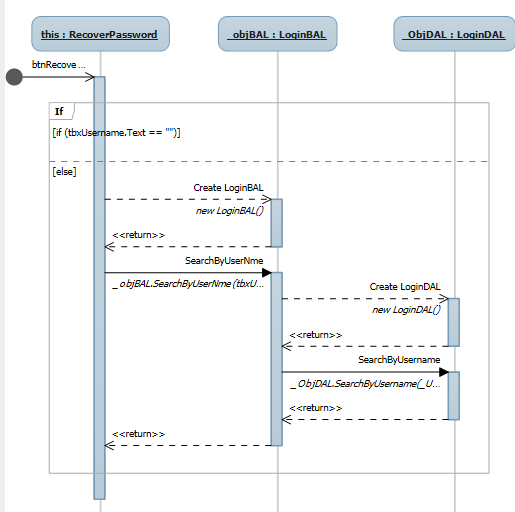 this : RecoverPassword
_objBAL : LoginBAL
_ObjDAL : LoginDAL
btnRecove ...
If
[if (tbxUsername.Text == "")]
[else]
Create LoginBAL
new LoginBAL()
<<return>>
SearchByUserNme
_objBAL.SearchByUserNme(tbxU...
Create LoginDAL
new LoginDAL()
<<return>>
SearchByUsername
_ObjDAL.SearchByUsername(_U...
<<return>>
<<return>>